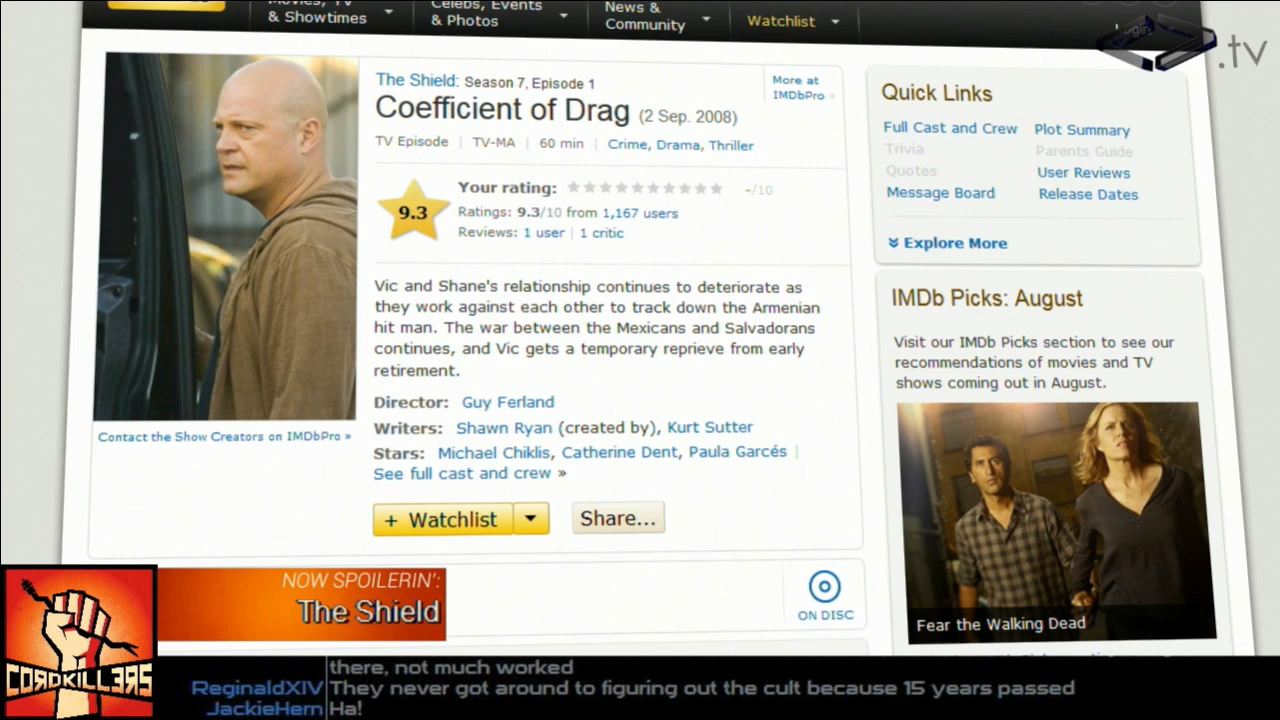 Movies, TV
& Showtimes
Celebs, Events
& Photos
News &
Community
Watchlist
Login
.tv
The Shield: Season 7, Episode 1
More at
IMDbPro »
Coefficient of Drag (2 Sep. 2008)
TV Episode | TV-MA | 60 min | Crime, Drama, Thriller
9.3
Your rating: -/10
Ratings: 9.3/10 from 1,167 users
Reviews: 1 user | 1 critic
Vic and Shane's relationship continues to deteriorate as
they work against each other to track down the Armenian
hit man. The war between the Mexicans and Salvadorans
continues, and Vic gets a temporary reprieve from early
retirement.
Director: Guy Ferland
Writers: Shawn Ryan (created by), Kurt Sutter
Stars: Michael Chiklis, Catherine Dent, Paula Garcés |
See full cast and crew »
Contact the Show Creators on IMDbPro »
+ Watchlist
Share...
ON DISC
Quick Links
Full Cast and Crew
Plot Summary
Trivia
Parents Guide
Quotes
User Reviews
Message Board
Release Dates
Explore More
IMDb Picks: August
Visit our IMDb Picks section to see our
recommendations of movies and TV
shows coming out in August.
Fear the Walking Dead
NOW SPOILERIN':
The Shield
CORDKILLERS
there, not much worked
ReginaldXIV They never got around to figuring out the cult because 15 years passed
JackieHern Ha!